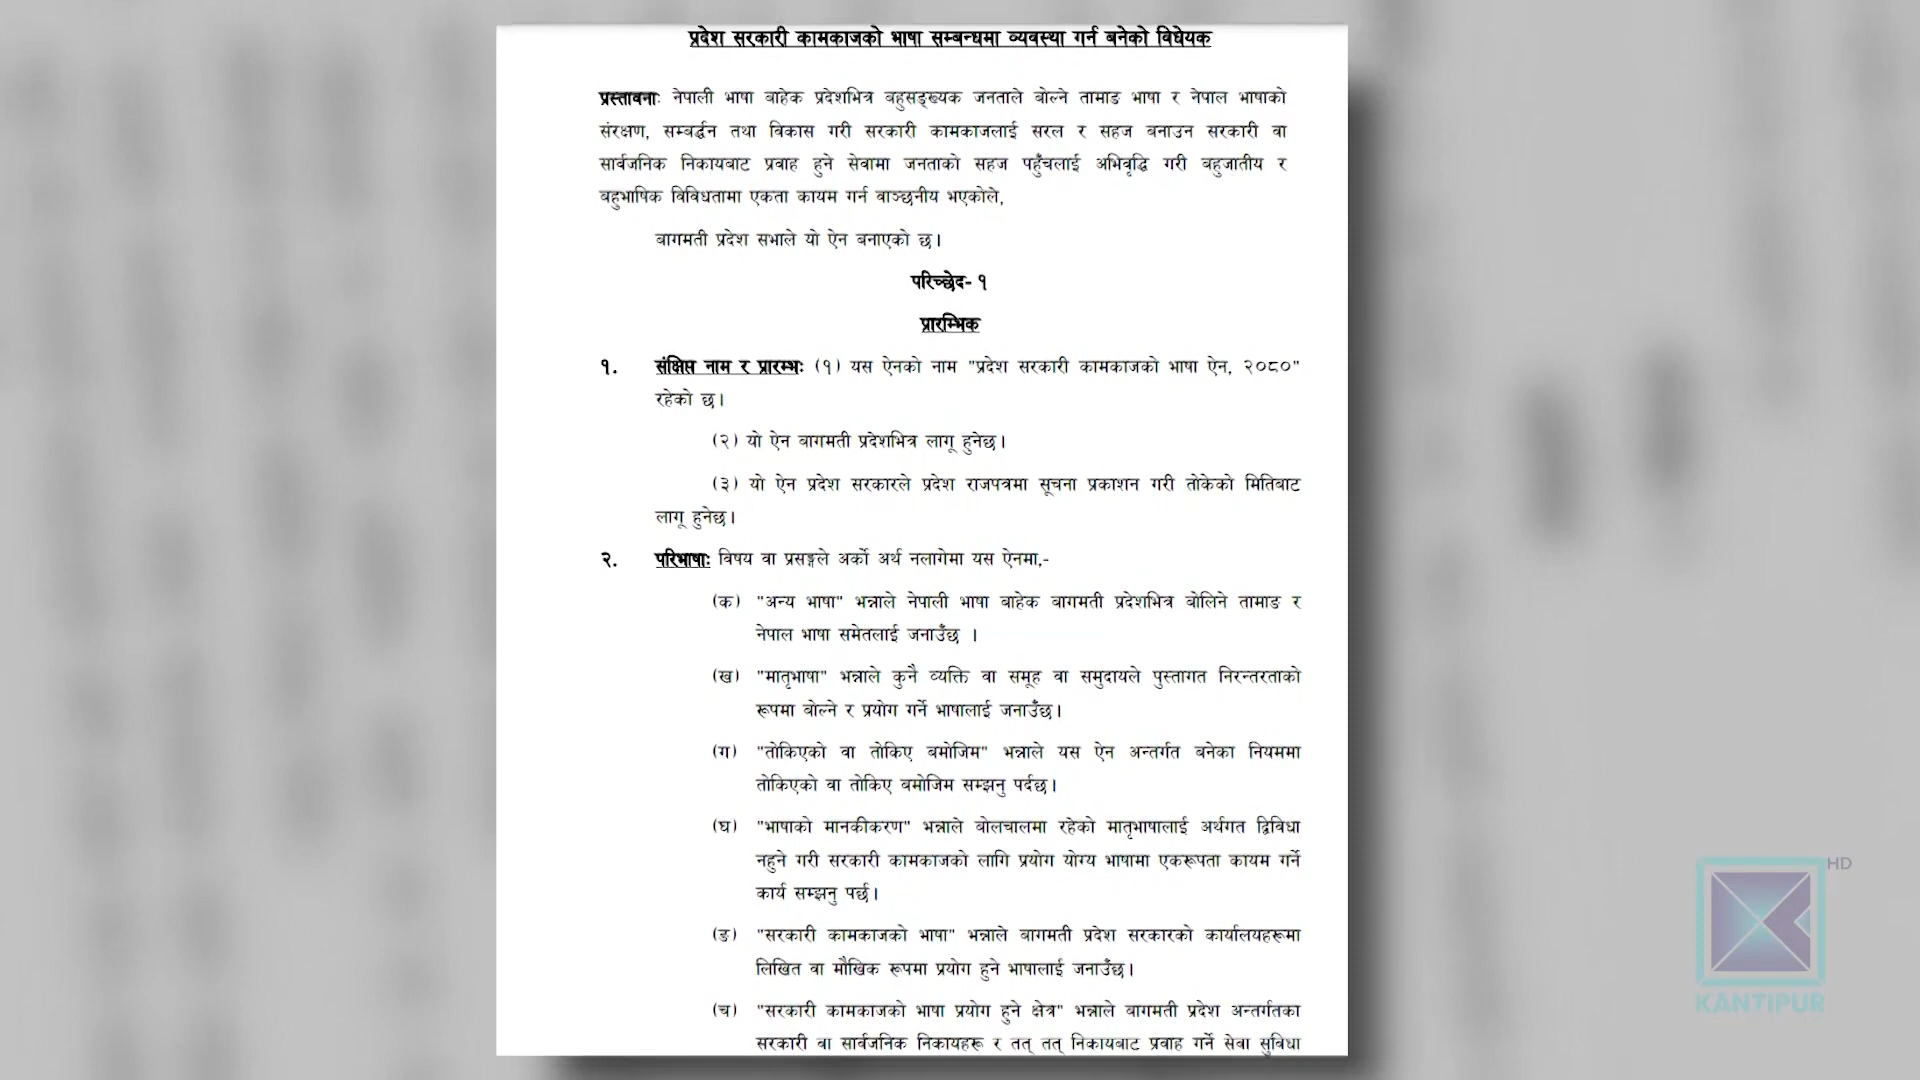 प्रदेश सरकारी कामकाजको भाषा सम्बन्धमा व्यवस्था गर्न बनेको विधेयक
प्रस्तावनाः नेपाली भाषा बाहेक प्रदेशभित्र बहुसङ्ख्यक जनताले बोल्ने तामाङ भाषा र नेपाल भाषाको
संरक्षण, सम्बर्द्धन तथा विकास गरी सरकारी कामकाजलाई सरल र सहज बनाउन सरकारी वा
सार्वजनिक निकायबाट प्रवाह हुने सेवामा जनताको सहज पहुँचलाई अभिवृद्धि गरी बहुजातीय र
बहुभाषिक विविधतामा एकता कायम गर्न वाञ्छनीय भएकोले,
बागमती प्रदेश सभाले यो ऐन बनाएको छ।
परिच्छेद- १
प्रारम्भिक
१. संक्षिप्त नाम र प्रारम्भः (१) यस ऐनको नाम "प्रदेश सरकारी कामकाजको भाषा ऐन, २०८०"
रहेको छ।
(२) यो ऐन बागमती प्रदेशभित्र लागू हुनेछ।
(३) यो ऐन प्रदेश सरकारले प्रदेश राजपत्रमा सूचना प्रकाशन गरी तोकेको मितिबाट
लागू हुनेछ।
२. परिभाषाः विषय वा प्रसङ्गले अर्को अर्थ नलागेमा यस ऐनमा,-
(क) "अन्य भाषा" भन्नाले नेपाली भाषा बाहेक बागमती प्रदेशभित्र बोलिने तामाङ र
नेपाल भाषा समेतलाई जनाउँछ ।
(ख) "मातृभाषा" भन्नाले कुनै व्यक्ति वा समूह वा समुदायले पुस्तागत निरन्तरताको
रूपमा बोल्ने र प्रयोग गर्ने भाषालाई जनाउँछ।
(ग) "तोकिएको वा तोकिए बमोजिम" भन्नाले यस ऐन अन्तर्गत बनेका नियममा
तोकिएको वा तोकिए बमोजिम सम्झनु पर्दछ।
(घ) "भाषाको मानकीकरण" भन्नाले बोलचालमा रहेको मातृभाषालाई अर्थगत द्विविधा
नहुने गरी सरकारी कामकाजको लागि प्रयोग योग्य भाषामा एकरूपता कायम गर्ने
कार्य सम्झनु पर्छ।
(ङ) "सरकारी कामकाजको भाषा" भन्नाले बागमती प्रदेश सरकारको कार्यालयहरूमा
लिखित वा मौखिक रूपमा प्रयोग हुने भाषालाई जनाउँछ।
(च) "सरकारी कामकाजको भाषा प्रयोग हुने क्षेत्र" भन्नाले बागमती प्रदेश अन्तर्गतका
सरकारी वा सार्वजनिक निकायहरू र तत् तत् निकायबाट प्रवाह गर्ने सेवा सुविधा
HD
KANTIPUR